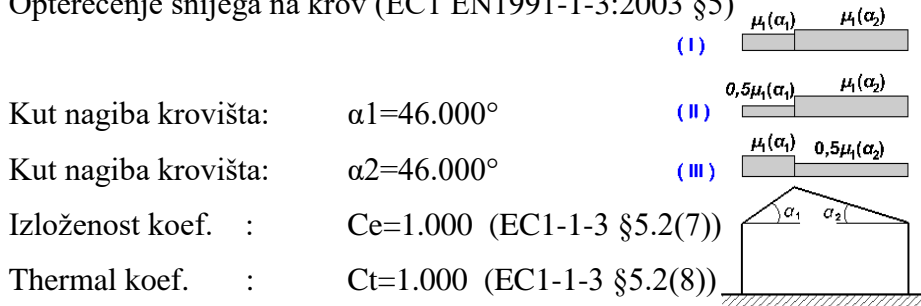 Opterećenje snijega na krov (EC1 EN1991-1-3:2003 §5)
( I ) μ₁(α₁) μ₁(α₂)
Kut nagiba krovišta: α1=46.000° ( II ) 0,5μ₁(α₁) μ₁(α₂)
Kut nagiba krovišta: α2=46.000° ( III ) μ₁(α₁) 0,5μ₁(α₂)
Izloženost koef. : Ce=1.000 (EC1-1-3 §5.2(7)) α₁ α₂
Thermal koef. : Ct=1.000 (EC1-1-3 §5.2(8))